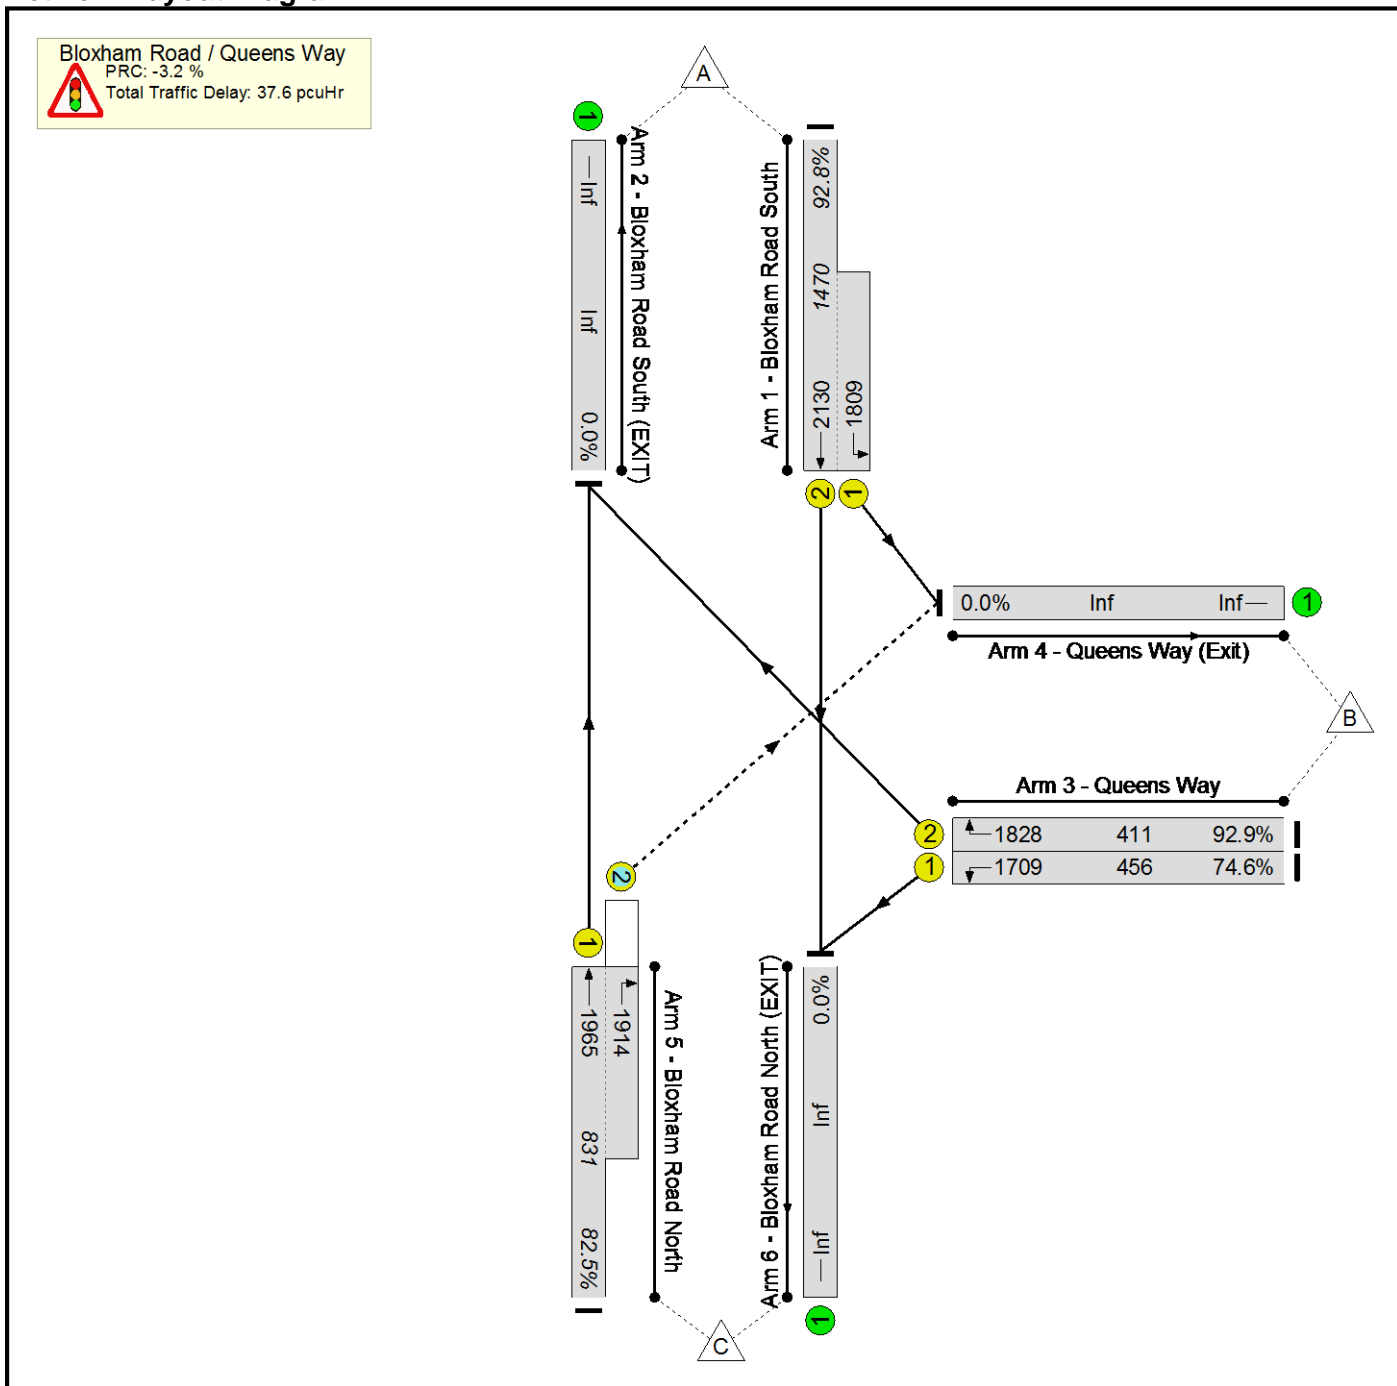 Bloxham Road / Queens Way
PRC: -3.2 %
Total Traffic Delay: 37.6 pcuHr
A
1
Inf
Inf
0.0%
Arm 2 - Bloxham Road South (EXIT)
Arm 1 - Bloxham Road South
92.8%
1470
2130
1809
2
1
0.0% Inf Inf
1
Arm 4 - Queens Way (Exit)
B
Arm 3 - Queens Way
2
1828 411 92.9%
1
1709 456 74.6%
2
1
1965
831
82.5%
1914
Arm 5 - Bloxham Road North
Arm 6 - Bloxham Road North (EXIT)
0.0%
Inf
Inf
1
C